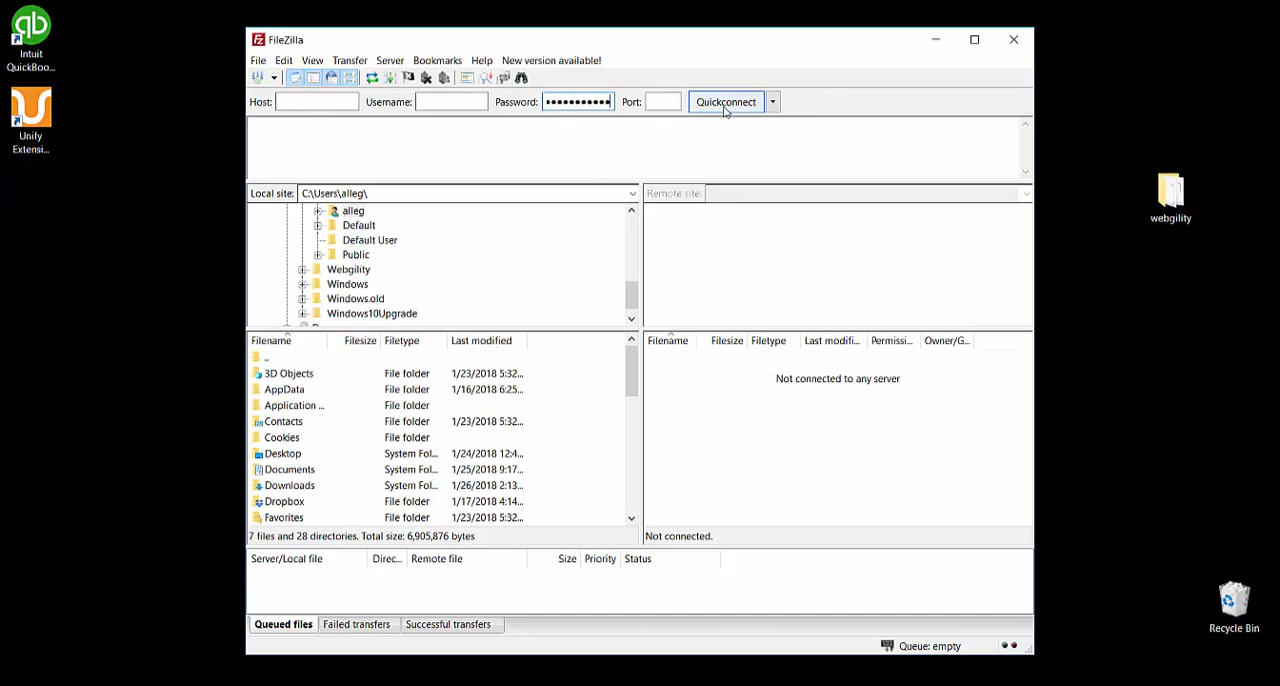 qb
Intuit
QuickBoo...
Unify
Extensi...
webgility
Recycle Bin
Fz FileZilla
File Edit View Transfer Server Bookmarks Help New version available!
Host: Username: Password: ●●●●●●●●●●● Port: Quickconnect
Local site: C:\Users\alleg\
Remote site:
alleg
Default
Default User
Public
Webgility
Windows
Windows.old
Windows10Upgrade
Filename Filesize Filetype Last modified
..
3D Objects File folder 1/23/2018 5:32...
AppData File folder 1/16/2018 6:25...
Application ... File folder
Contacts File folder 1/23/2018 5:32...
Cookies File folder
Desktop System Fol... 1/24/2018 12:4...
Documents File folder 1/25/2018 9:17...
Downloads System Fol... 1/26/2018 2:13...
Dropbox File folder 1/17/2018 4:14...
Favorites File folder 1/23/2018 5:32...
7 files and 28 directories. Total size: 6,905,876 bytes
Filename Filesize Filetype Last modifi... Permissi... Owner/G...
Not connected to any server
Not connected.
Server/Local file Direc... Remote file Size Priority Status
Queued files Failed transfers Successful transfers
Queue: empty